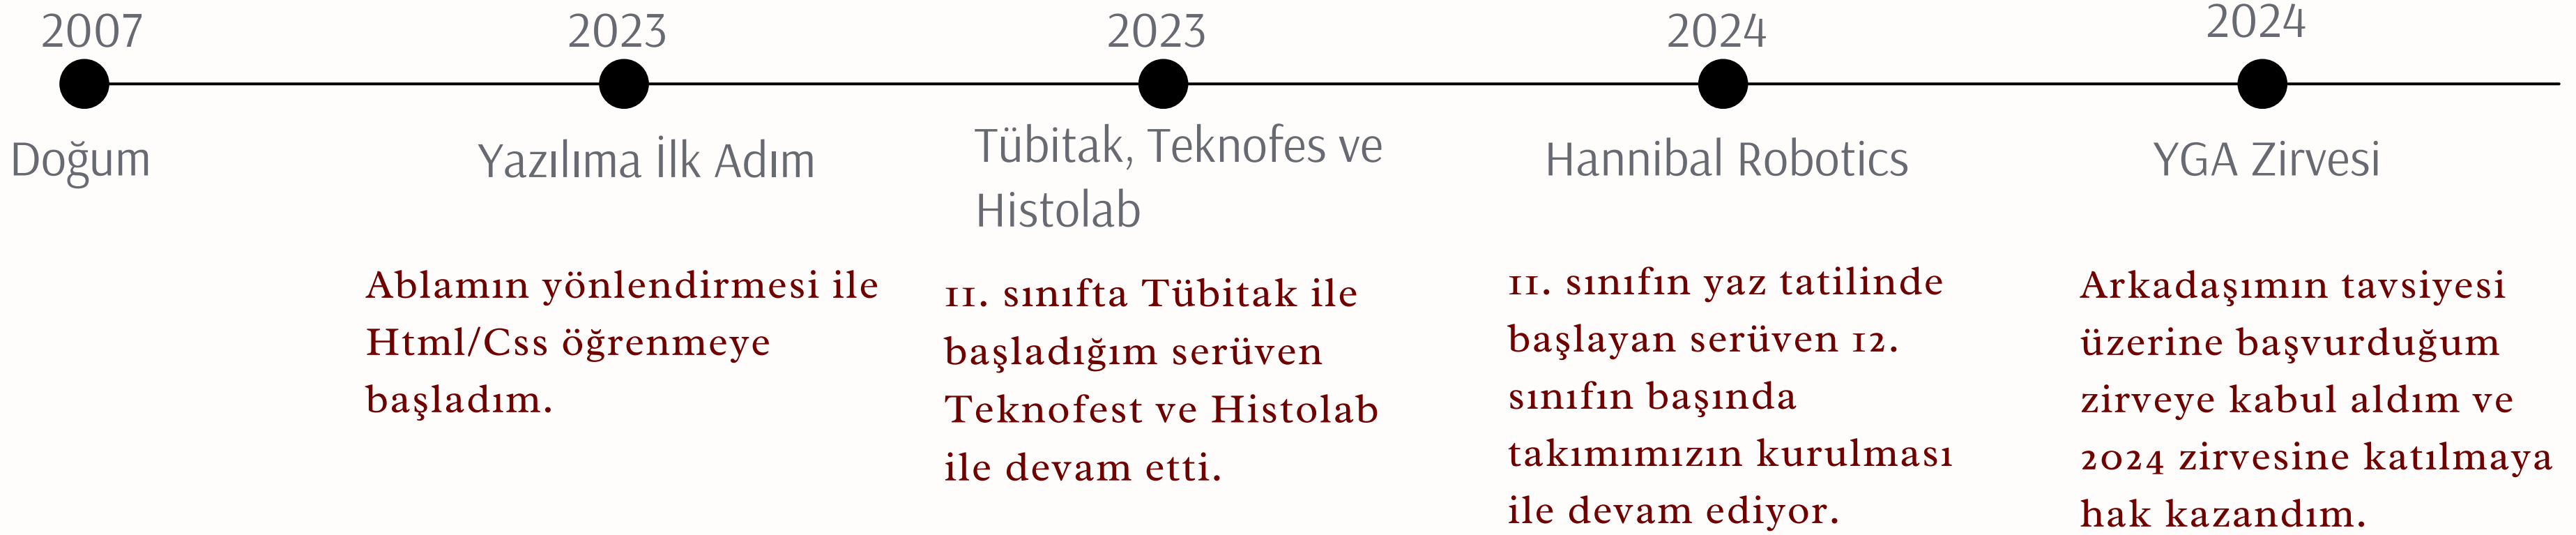 2007
Doğum
2023
Yazılıma İlk Adım
Ablamın yönlendirmesi ile
Html/Css öğrenmeye
başladım.
2023
Tübitak, Teknofes ve
Histolab
11. sınıfta Tübitak ile
başladığım serüven
Teknofest ve Histolab
ile devam etti.
2024
Hannibal Robotics
11. sınıfın yaz tatilinde
başlayan serüven 12.
sınıfın başında
takımımızın kurulması
ile devam ediyor.
2024
YGA Zirvesi
Arkadaşımın tavsiyesi
üzerine başvurduğum
zirveye kabul aldım ve
2024 zirvesine katılmaya
hak kazandım.